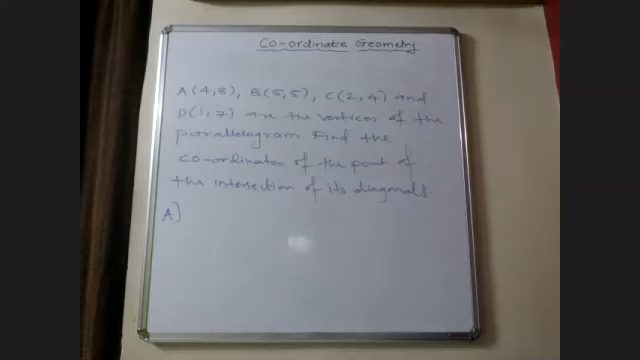 Co-ordinate Geometry
A(4,8), B(5,5), C(2,4) and
D(1,7) are the vertices of the
parallelogram Find the
Co-ordinates of the point of
the intersection of its diagonals.
A)